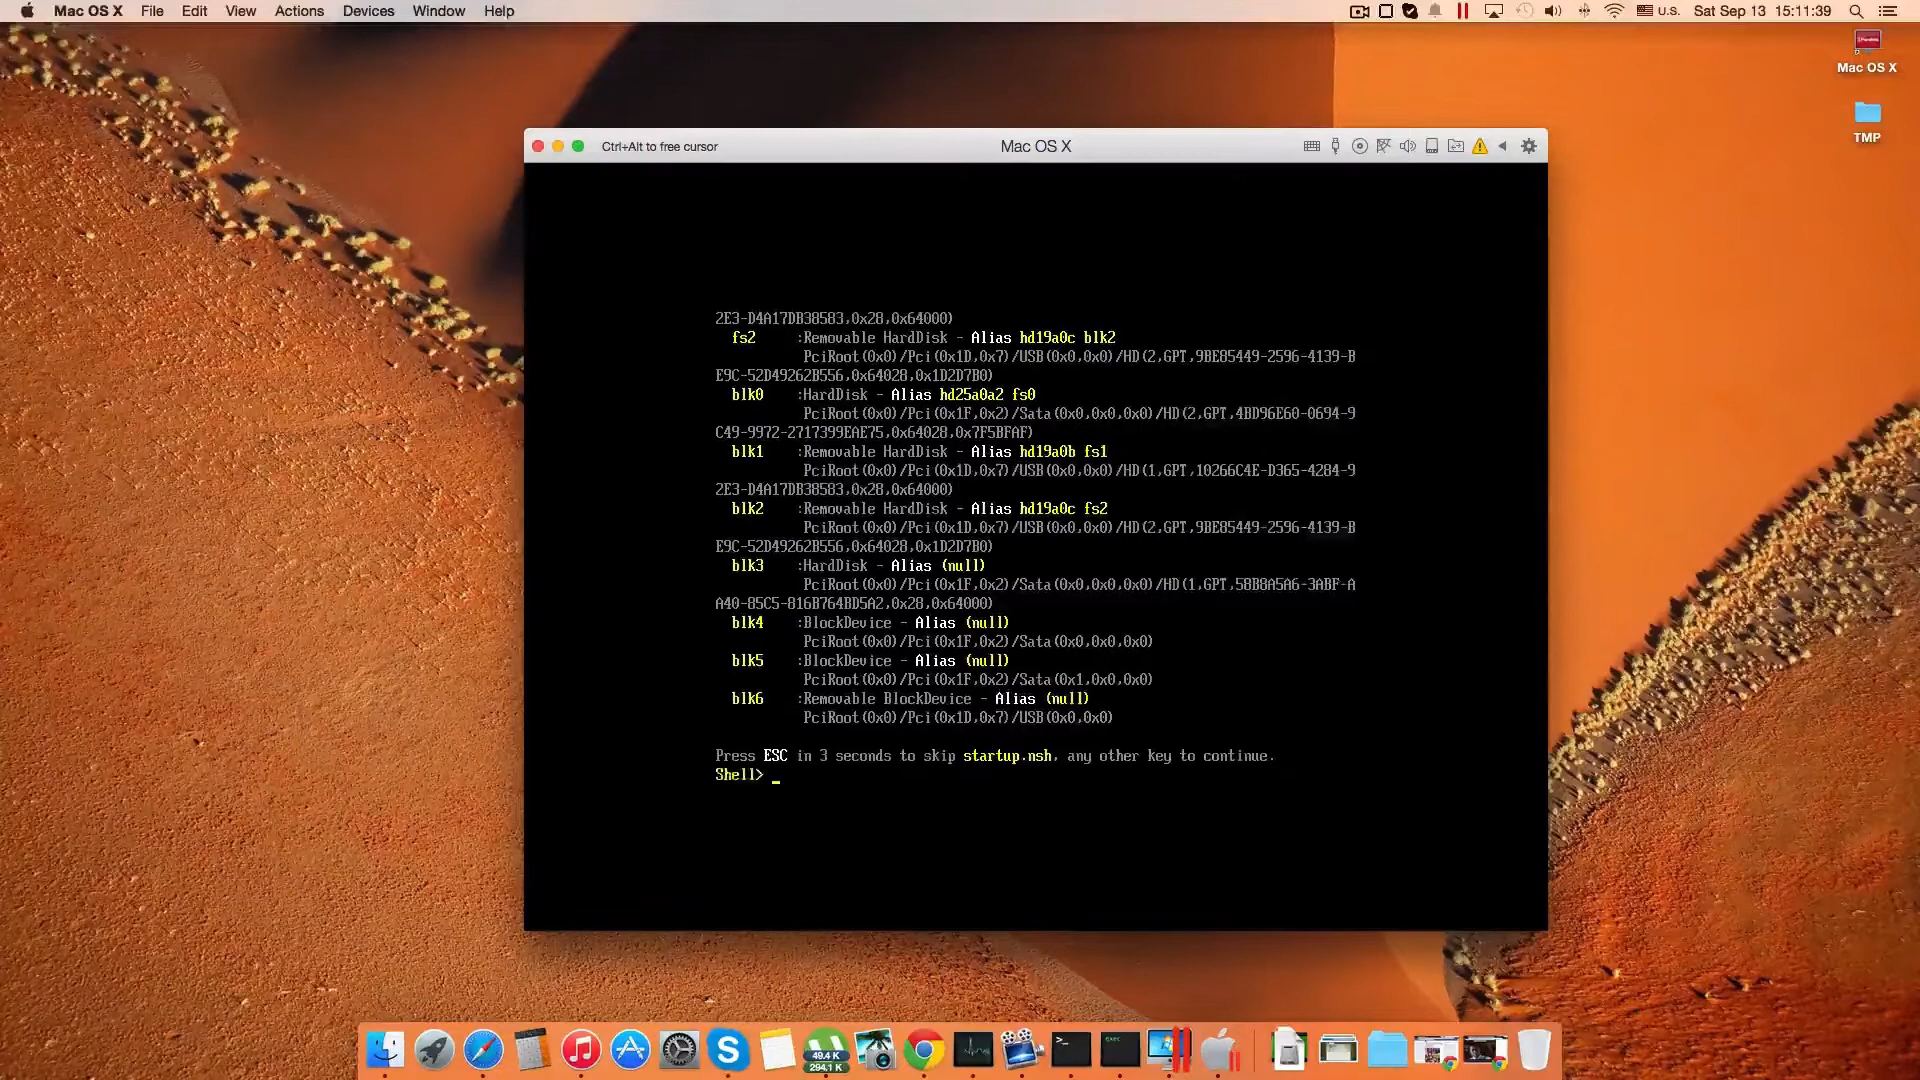 Mac OS X File Edit View Actions Devices Window Help
U.S. Sat Sep 13 15:11:39
Mac OS X
TMP
Ctrl+Alt to free cursor Mac OS X
2E3-D4A17DB38583,0x28,0x64000)
fs2 :Removable HardDisk - Alias hd19a0c blk2
PciRoot(0x0)/Pci(0x1D,0x7)/USB(0x0,0x0)/HD(2,GPT,9BE85449-2596-4139-B
E9C-52D49262B556,0x64028,0x1D2D7B0)
blk0 :HardDisk - Alias hd25a0a2 fs0
PciRoot(0x0)/Pci(0x1F,0x2)/Sata(0x0,0x0,0x0)/HD(2,GPT,4BD96E60-0694-9
C49-9972-2717399EAE75,0x64028,0x7F5BFAF)
blk1 :Removable HardDisk - Alias hd19a0b fs1
PciRoot(0x0)/Pci(0x1D,0x7)/USB(0x0,0x0)/HD(1,GPT,10266C4E-D365-4284-9
2E3-D4A17DB38583,0x28,0x64000)
blk2 :Removable HardDisk - Alias hd19a0c fs2
PciRoot(0x0)/Pci(0x1D,0x7)/USB(0x0,0x0)/HD(2,GPT,9BE85449-2596-4139-B
E9C-52D49262B556,0x64028,0x1D2D7B0)
blk3 :HardDisk - Alias (null)
PciRoot(0x0)/Pci(0x1F,0x2)/Sata(0x0,0x0,0x0)/HD(1,GPT,58B8A5A6-3ABF-A
A40-85C5-816B764BD5A2,0x28,0x64000)
blk4 :BlockDevice - Alias (null)
PciRoot(0x0)/Pci(0x1F,0x2)/Sata(0x0,0x0,0x0)
blk5 :BlockDevice - Alias (null)
PciRoot(0x0)/Pci(0x1F,0x2)/Sata(0x1,0x0,0x0)
blk6 :Removable BlockDevice - Alias (null)
PciRoot(0x0)/Pci(0x1D,0x7)/USB(0x0,0x0)
Press ESC in 3 seconds to skip startup.nsh, any other key to continue.
Shell> _
49.4 K
294.1 K